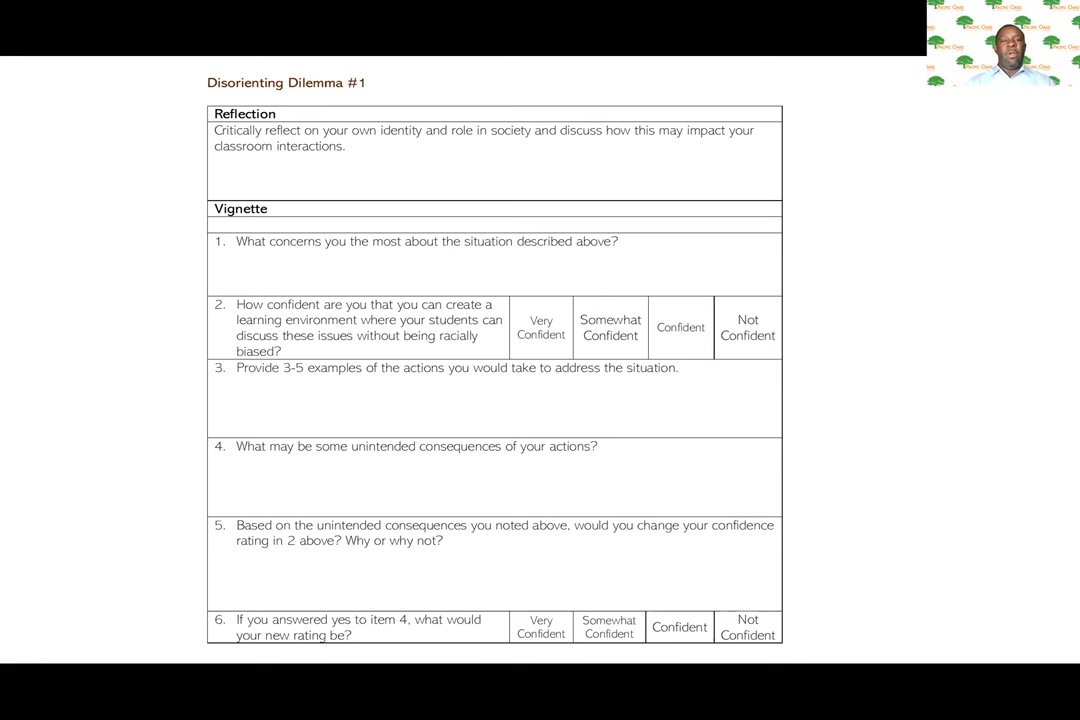 Disorienting Dilemma #1
Reflection
Critically reflect on your own identity and role in society and discuss how this may impact your
classroom interactions.
Vignette
1. What concerns you the most about the situation described above?
2. How confident are you that you can create a
learning environment where your students can
discuss these issues without being racially
biased?
Very
Confident
Somewhat
Confident
Confident
Not
Confident
3. Provide 3-5 examples of the actions you would take to address the situation.
4. What may be some unintended consequences of your actions?
5. Based on the unintended consequences you noted above, would you change your confidence
rating in 2 above? Why or why not?
6. If you answered yes to item 4, what would
your new rating be?
Very
Confident
Somewhat
Confident
Confident
Not
Confident